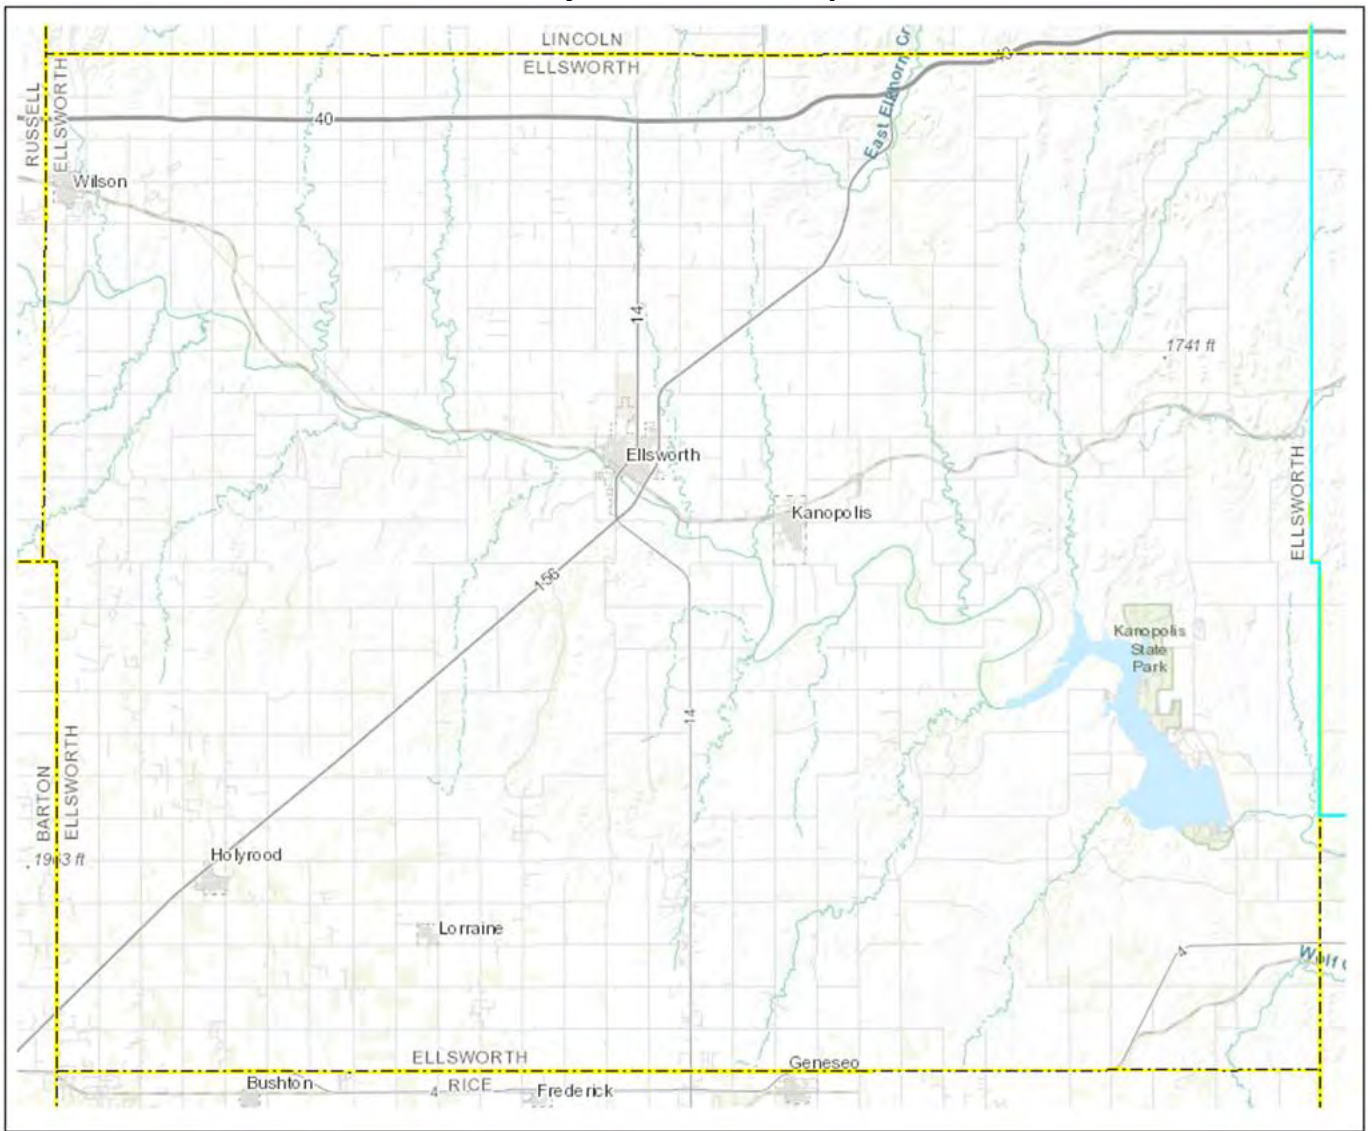 LINCOLN
ELLSWORTH
40
RUSSELL
ELLSWORTH
40
East Elkhorn Cr
Wilson
14
1741 ft
Ellsworth
ELLSWORTH
Kanopolis
156
Kanopolis
State
Park
14
BARTON
ELLSWORTH
Holyrood
Lorraine
4
ELLSWORTH
Geneseo
Bushton
4
RICE
Frederick